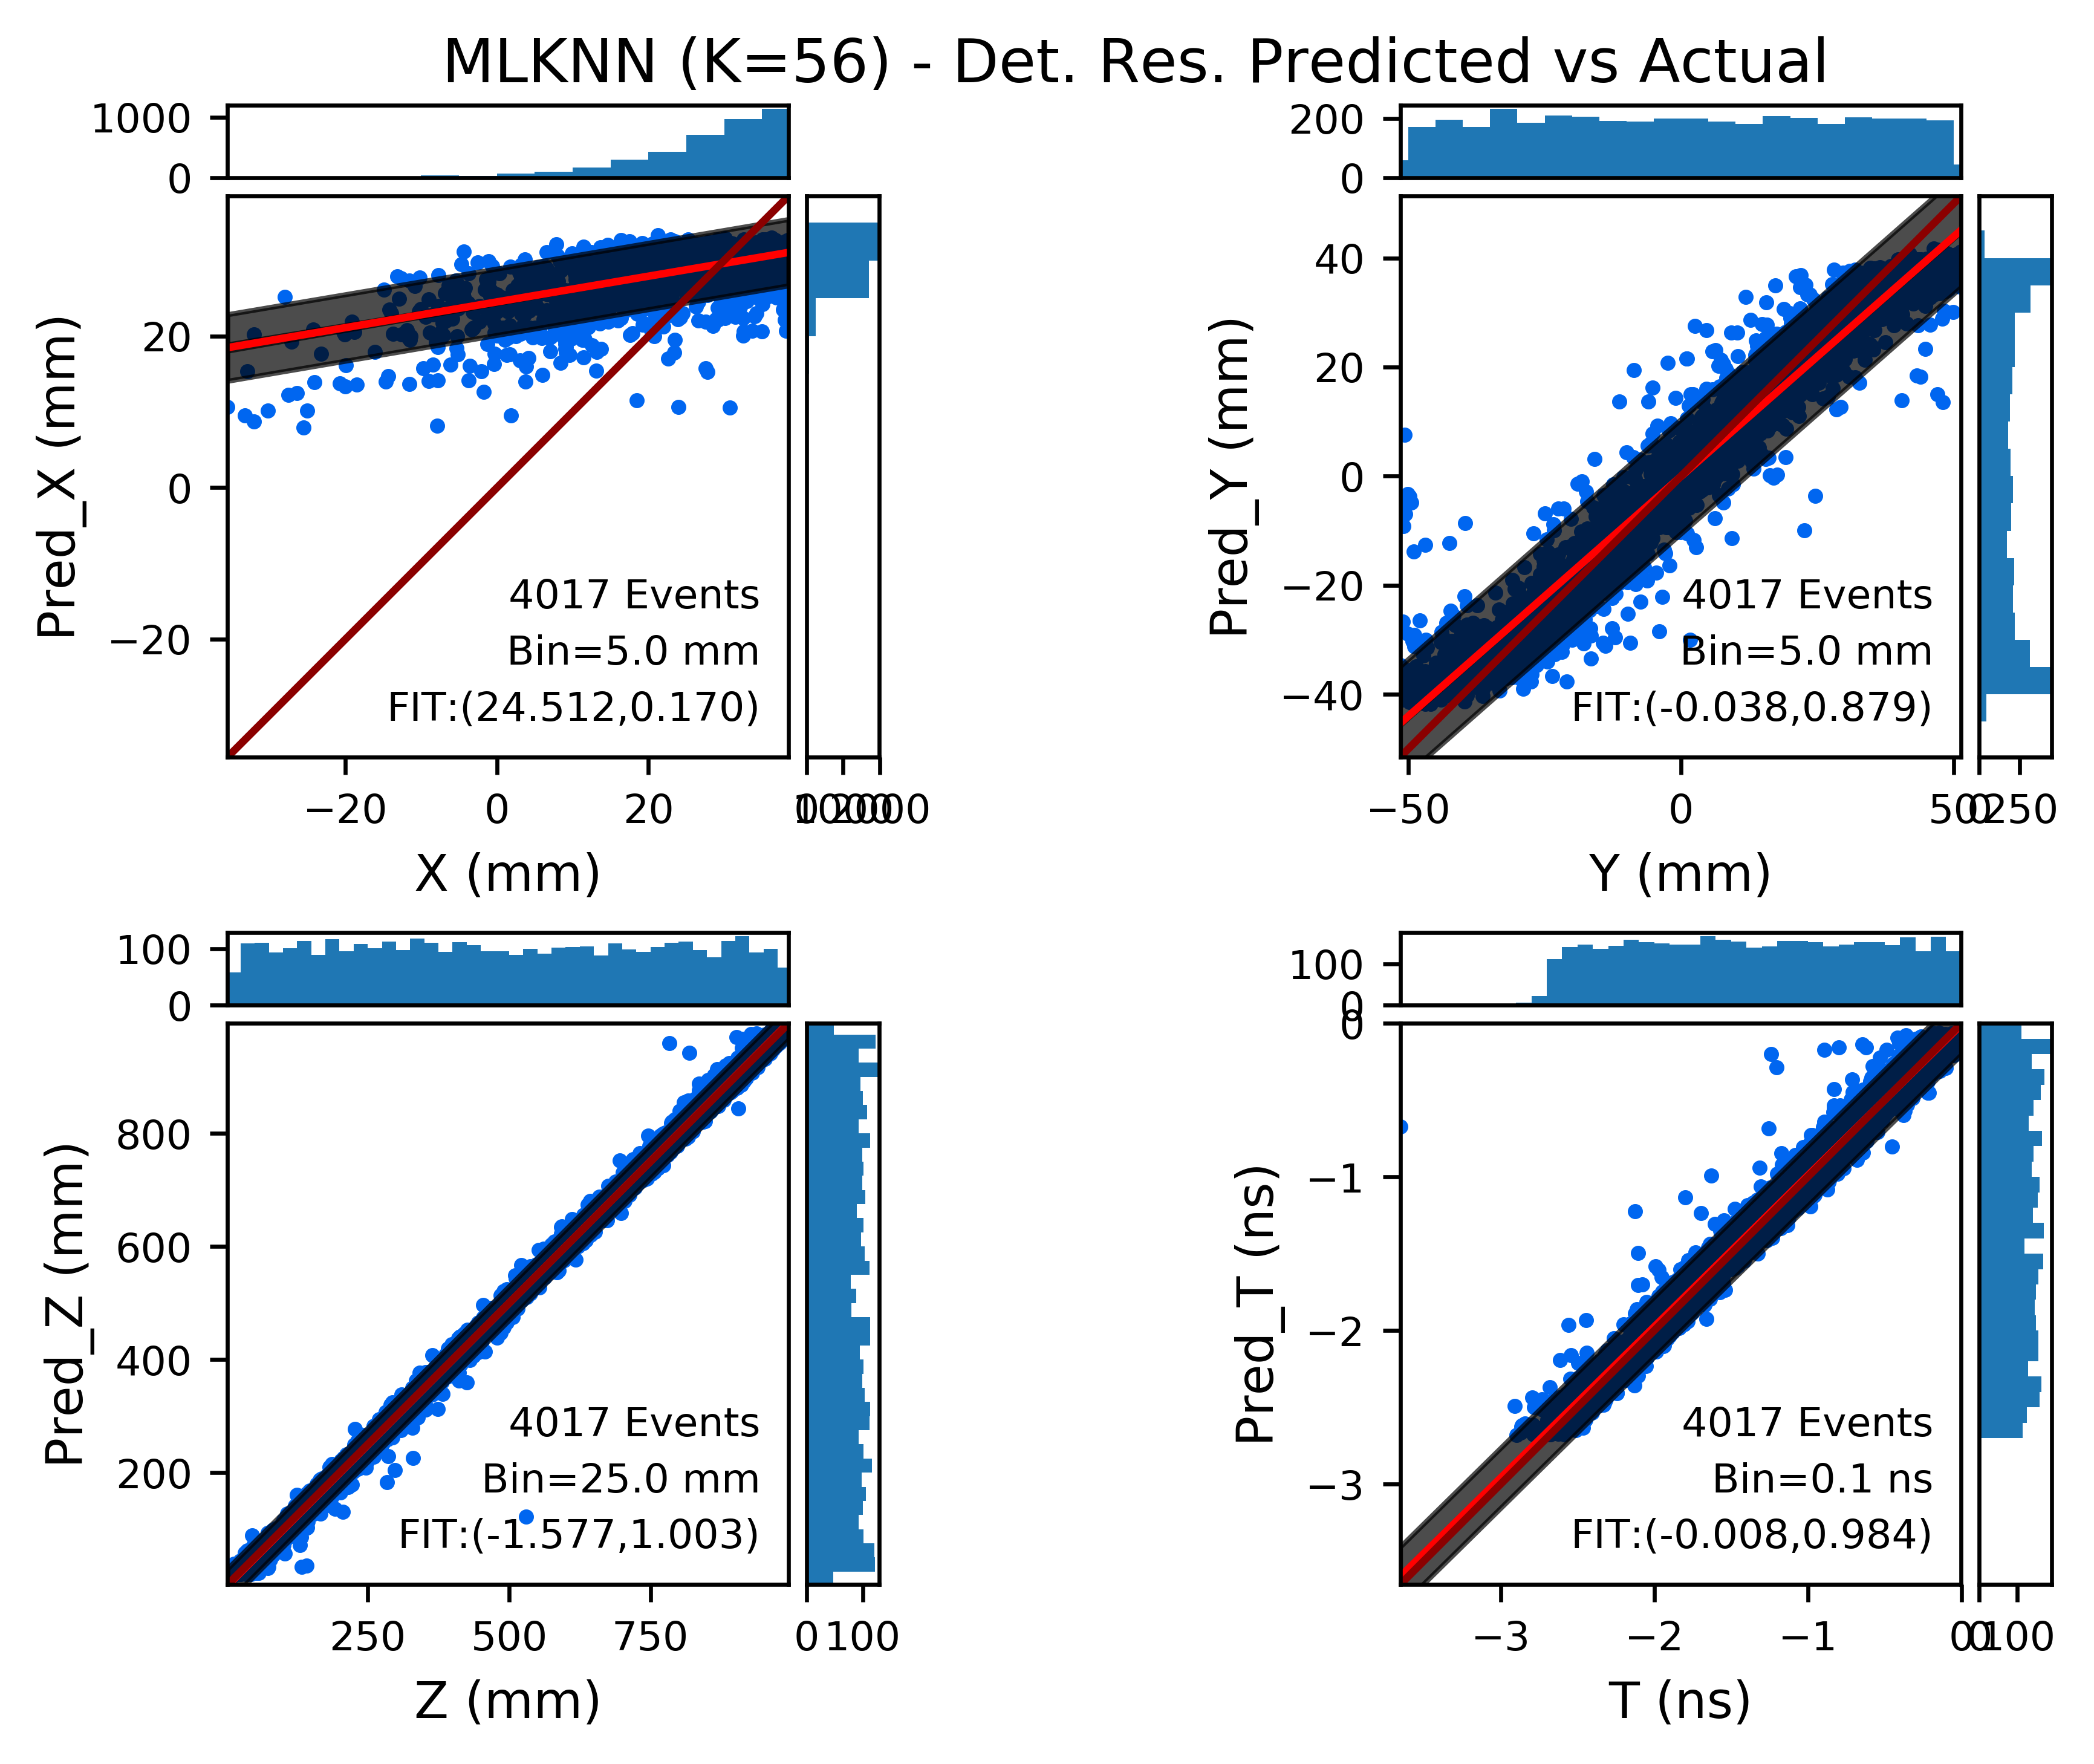 MLKNN (K=56) - Det. Res. Predicted vs Actual
1000
0
20
0
−20
Pred_X (mm)
4017 Events
Bin=5.0 mm
FIT:(24.512,0.170)
−20 0 20
0 1000 2000
X (mm)
200
0
40
20
0
−20
−40
Pred_Y (mm)
4017 Events
Bin=5.0 mm
FIT:(-0.038,0.879)
−50 0 50
0 250
Y (mm)
100
0
800
600
400
200
Pred_Z (mm)
4017 Events
Bin=25.0 mm
FIT:(-1.577,1.003)
250 500 750
0 100
Z (mm)
100
0
0
−1
−2
−3
Pred_T (ns)
4017 Events
Bin=0.1 ns
FIT:(-0.008,0.984)
−3 −2 −1 0
0 100
T (ns)